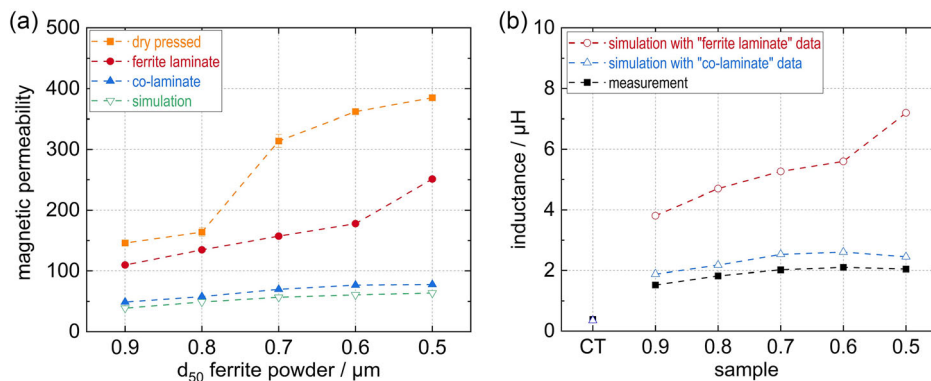 (a)
500
400
300
200
100
0
magnetic permeability
dry pressed
ferrite laminate
co-laminate
simulation
0.9
0.8
0.7
0.6
0.5
d50 ferrite powder / µm
(b)
10
8
6
4
2
0
inductance / µH
simulation with "ferrite laminate" data
simulation with "co-laminate" data
measurement
CT
0.9
0.8
0.7
0.6
0.5
sample